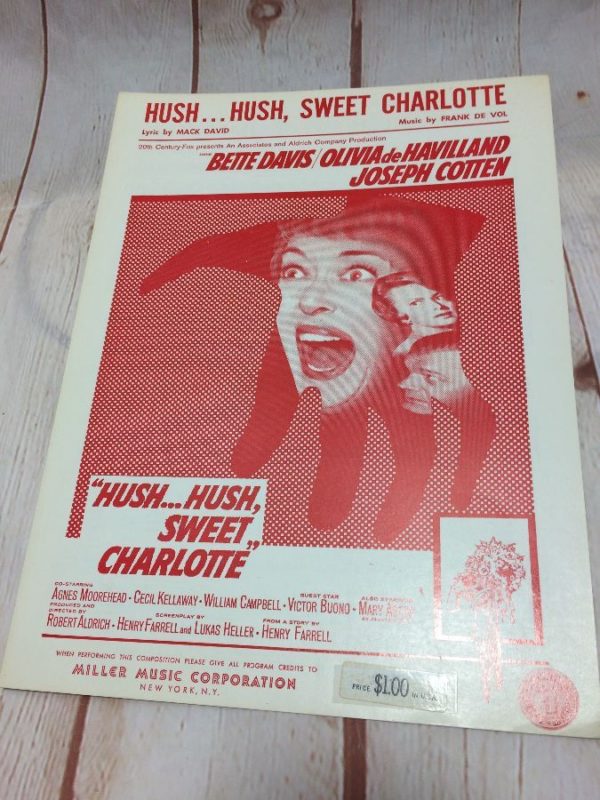 HUSH...HUSH, SWEET CHARLOTTE
Lyric by MACK DAVID
Music by FRANK DE VOL
20th Century-Fox presents An Associates and Aldrich Company Production
BETTE DAVIS/OLIVIA de HAVILLAND
JOSEPH COTTEN
"HUSH...HUSH,
SWEET
CHARLOTTE"
CO-STARRING
GUEST STAR
AGNES MOOREHEAD • CECIL KELLAWAY • WILLIAM CAMPBELL • VICTOR BUONO • MARY
PRODUCED AND
DIRECTED BY
SCREENPLAY BY
FROM A STORY BY
ROBERT ALDRICH • HENRY FARRELL and LUKAS HELLER • HENRY FARRELL
WHEN PERFORMING THIS COMPOSITION PLEASE GIVE ALL PROGRAM CREDITS TO
MILLER MUSIC CORPORATION
NEW YORK, N.Y.
PRICE $1.00 IN U.S.A.